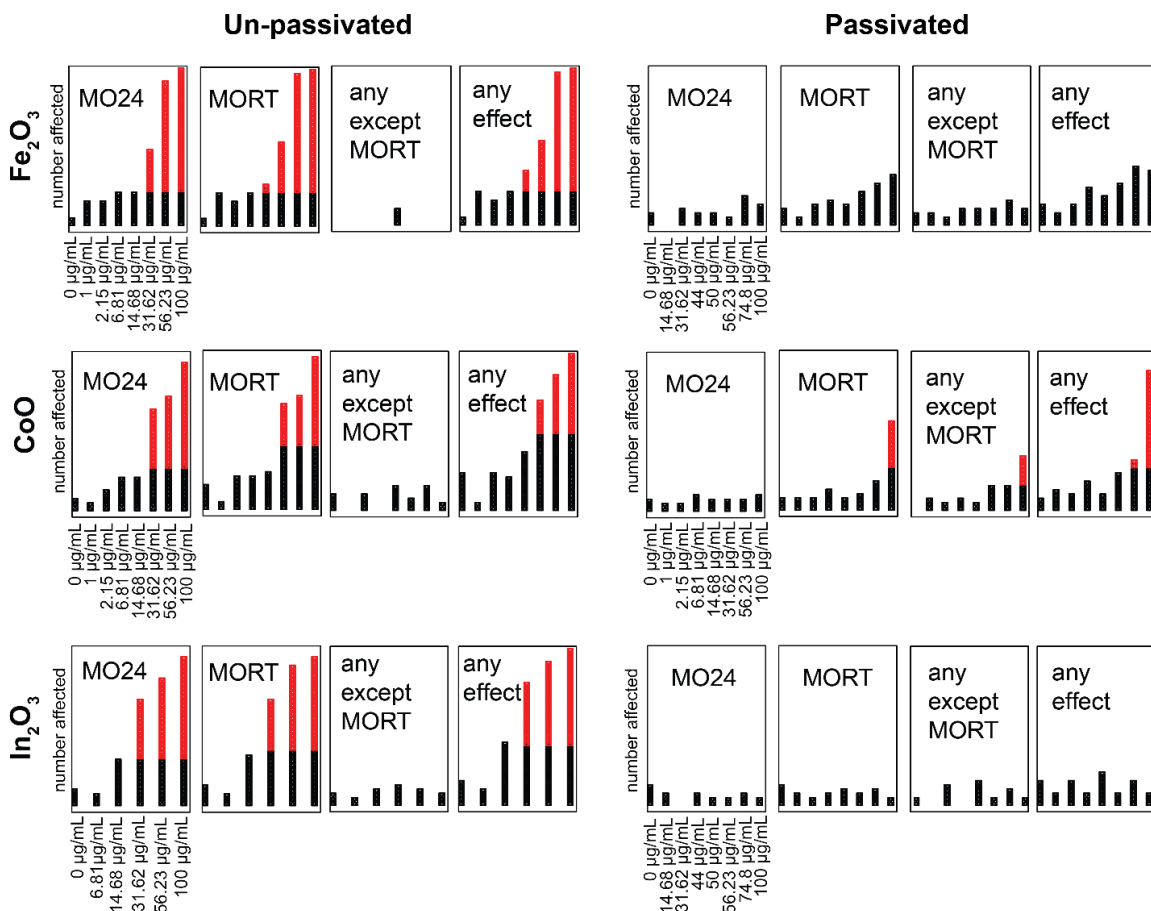 Un-passivated
Passivated
Fe2O3
number affected
MO24
MORT
any
except
MORT
any
effect
MO24
MORT
any
except
MORT
any
effect
0 µg/mL
1 µg/mL
2.15 µg/mL
6.81 µg/mL
14.68 µg/mL
31.62 µg/mL
56.23 µg/mL
100 µg/mL
0 µg/mL
14.68 µg/mL
31.62 µg/mL
44 µg/mL
50 µg/mL
56.23 µg/mL
74.8 µg/mL
100 µg/mL
CoO
number affected
MO24
MORT
any
except
MORT
any
effect
MO24
MORT
any
except
MORT
any
effect
0 µg/mL
1 µg/mL
2.15 µg/mL
6.81 µg/mL
14.68 µg/mL
31.62 µg/mL
56.23 µg/mL
100 µg/mL
0 µg/mL
1 µg/mL
2.15 µg/mL
6.81 µg/mL
14.68 µg/mL
31.62 µg/mL
56.23 µg/mL
100 µg/mL
In2O3
number affected
MO24
MORT
any
except
MORT
any
effect
MO24
MORT
any
except
MORT
any
effect
0 µg/mL
6.81 µg/mL
14.68 µg/mL
31.62 µg/mL
56.23 µg/mL
100 µg/mL
0 µg/mL
14.68 µg/mL
31.62 µg/mL
44 µg/mL
50 µg/mL
56.23 µg/mL
74.8 µg/mL
100 µg/mL